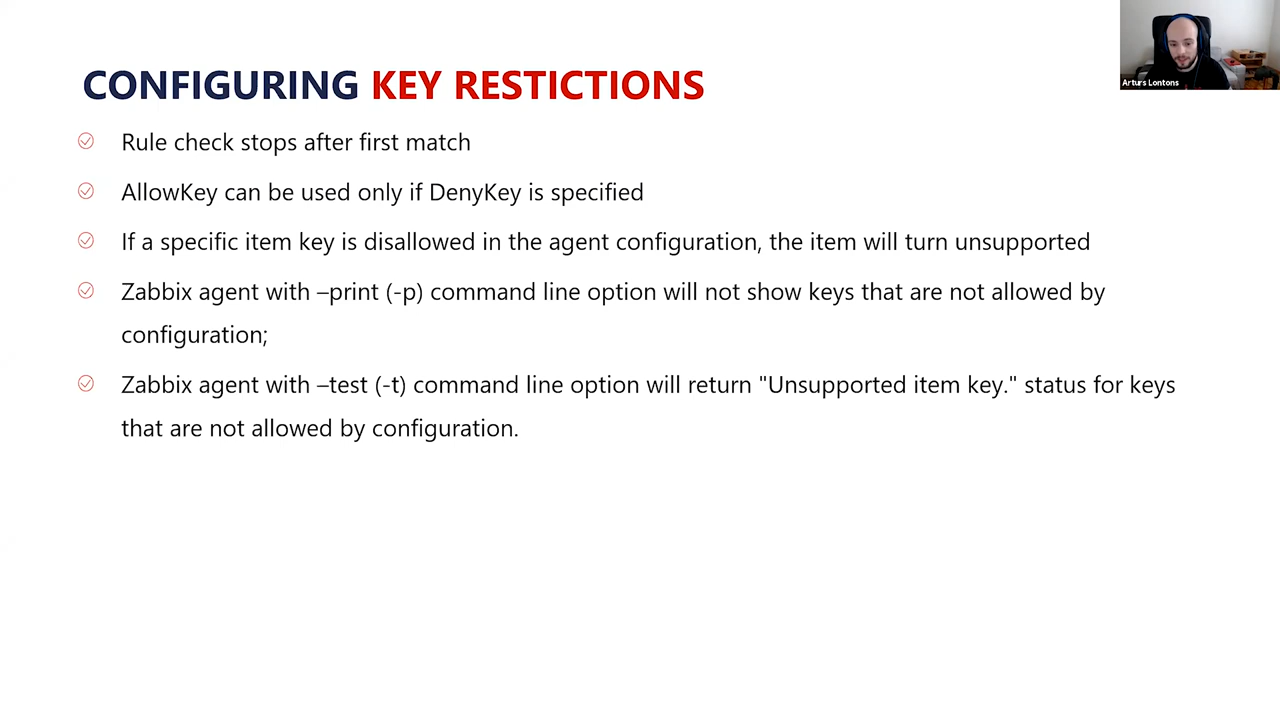 CONFIGURING KEY RESTICTIONS
Rule check stops after first match
AllowKey can be used only if DenyKey is specified
If a specific item key is disallowed in the agent configuration, the item will turn unsupported
Zabbix agent with –print (-p) command line option will not show keys that are not allowed by
configuration;
Zabbix agent with –test (-t) command line option will return "Unsupported item key." status for keys
that are not allowed by configuration.
Arturs Lontons